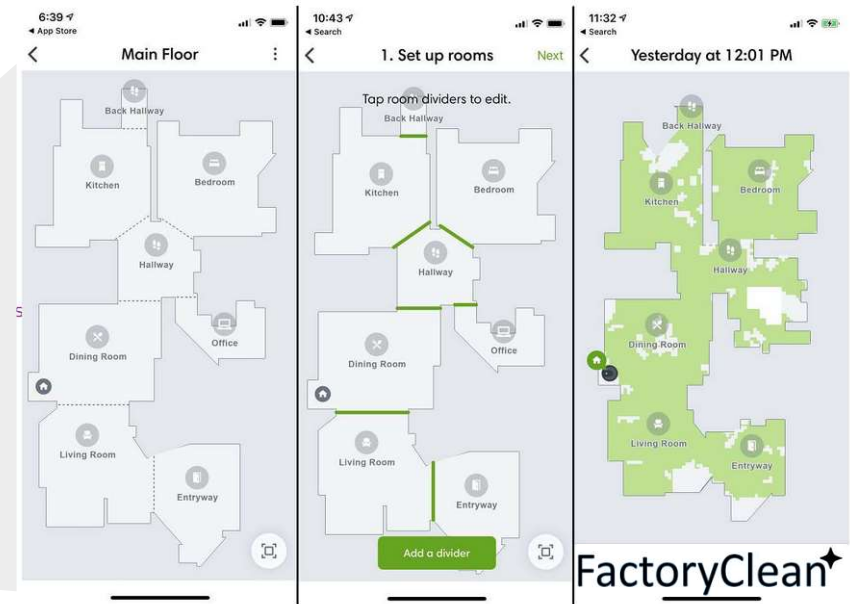 6:39
App Store
Main Floor
Back Hallway
Kitchen
Bedroom
Hallway
Office
Dining Room
Living Room
Entryway
10:43
Search
1. Set up rooms
Next
Tap room dividers to edit.
Back Hallway
Kitchen
Bedroom
Hallway
Office
Dining Room
Living Room
Entryway
Add a divider
11:32
Search
Yesterday at 12:01 PM
Back Hallway
Kitchen
Bedroom
Hallway
Dining Room
Living Room
Entryway
FactoryClean
S